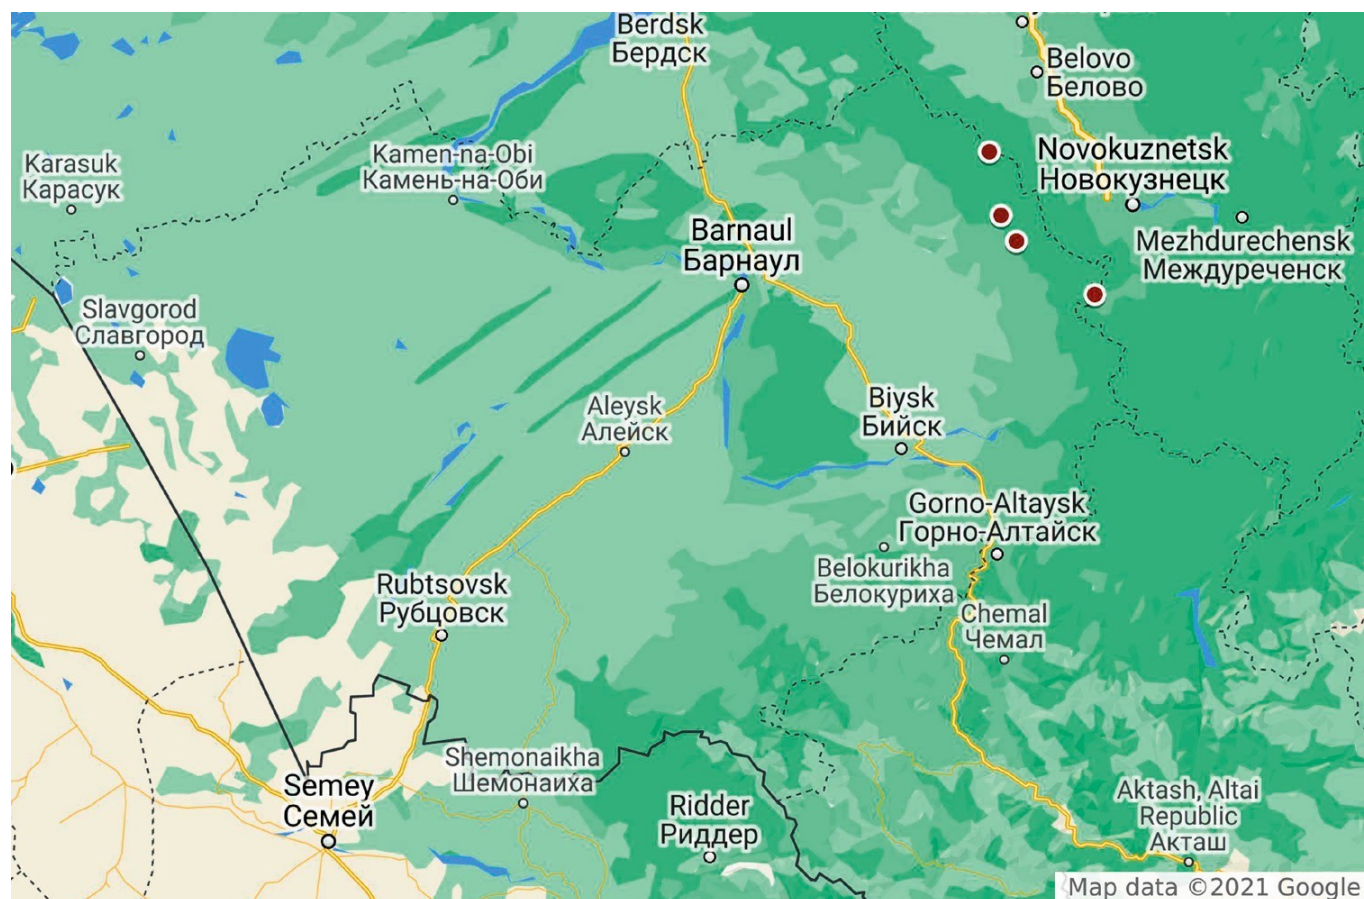 Berdsk
Бердск
Belovo
Белово
Karasuk
Карасук
Kamen-na-Obi
Камень-на-Оби
Novokuznetsk
Новокузнецк
Barnaul
Барнаул
Mezhdurechensk
Междуреченск
Slavgorod
Славгород
Aleysk
Алейск
Biysk
Бийск
Gorno-Altaysk
Горно-Алтайск
Belokurikha
Белокуриха
Rubtsovsk
Рубцовск
Chemal
Чемал
Shemonaikha
Шемонаиха
Semey
Семей
Ridder
Риддер
Aktash, Altai
Republic
Акташ
Map data ©2021 Google